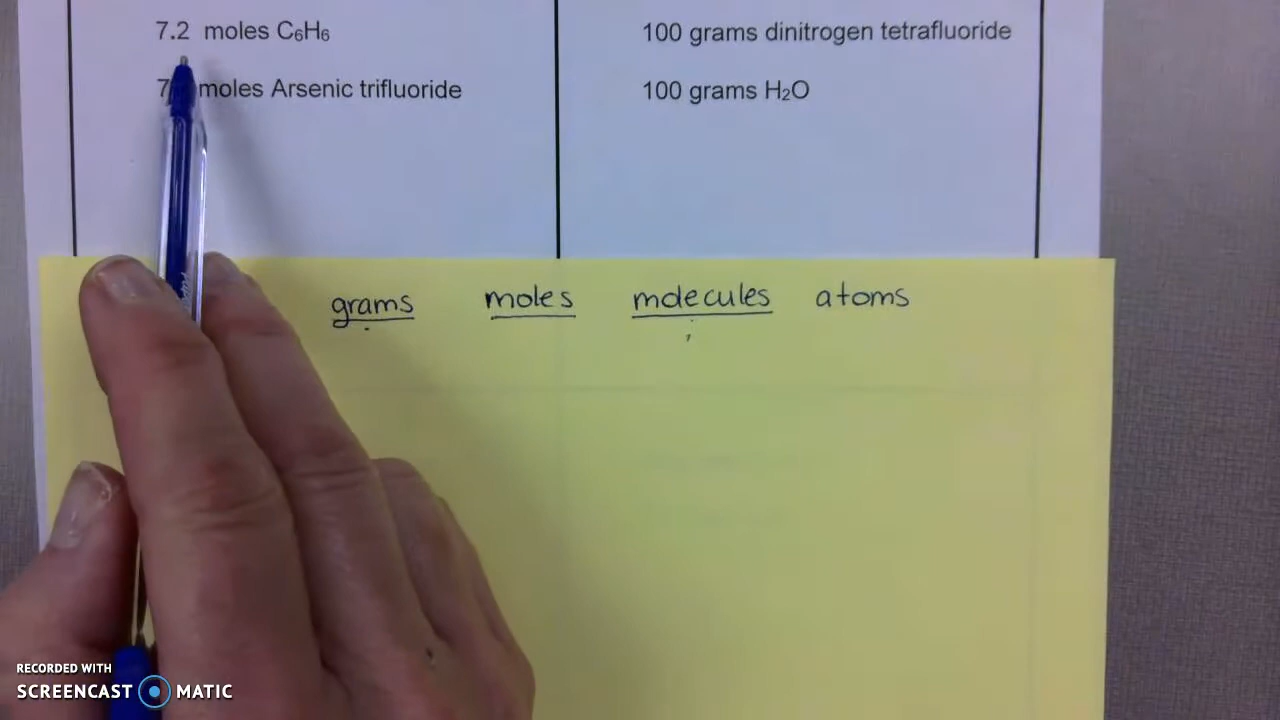 7.2 moles C₆H₆
100 grams dinitrogen tetrafluoride
7 moles Arsenic trifluoride
100 grams H₂O
grams moles molecules atoms
RECORDED WITH
SCREENCAST MATIC